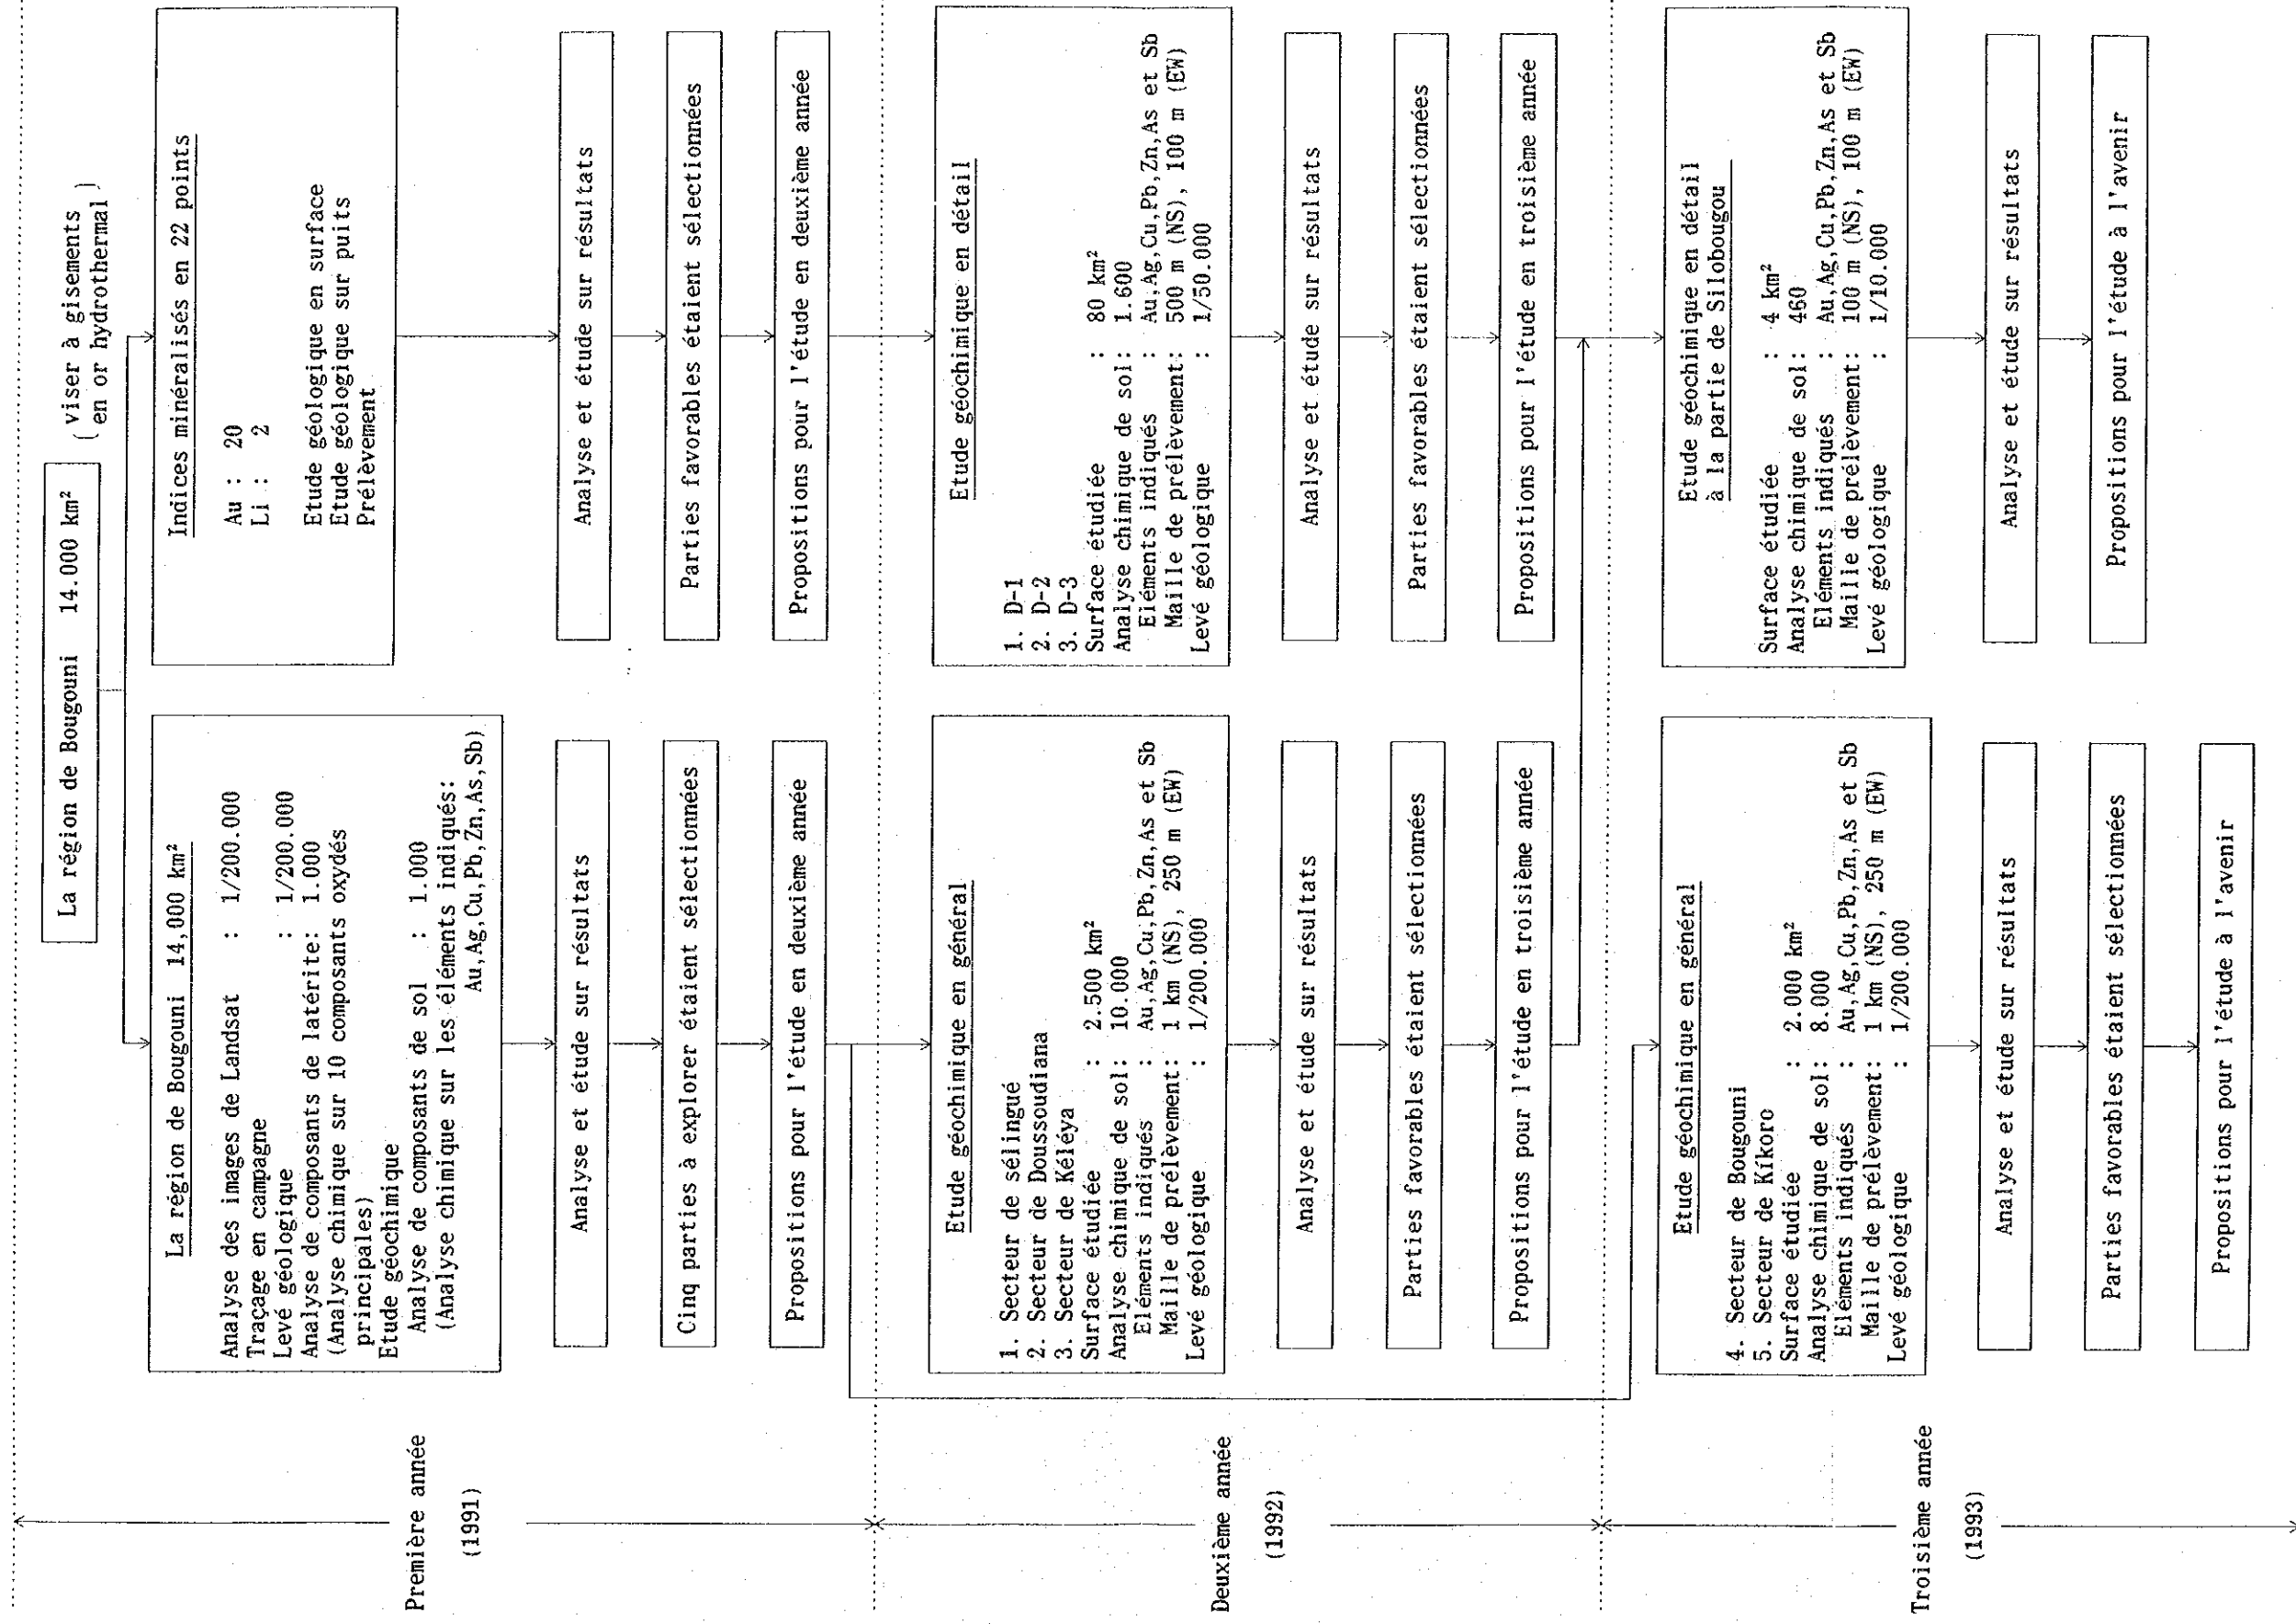 La région de Bougouni   14.000 km²
( viser à gisements
en or hydrothermal )
Première année
(1991)
La région de Bougouni  14,000 km²
Analyse des images de Landsat   :  1/200.000
Traçage en campagne
Levé géologique   :  1/200.000
Analyse de composants de latérite: 1.000
(Analyse chimique sur 10 composants oxydés
principales)
Etude géochimique
Analyse de composants de sol  :  1.000
(Analyse chimique sur les éléments indiqués:
Au,Ag,Cu,Pb,Zn,As,Sb)
Analyse et étude sur résultats
Cinq parties à explorer étaient sélectionnées
Propositions pour l'étude en deuxième année
Indices minéralisés en 22 points
Au :  20
Li :  2
Etude géologique en surface
Etude géologique sur puits
Prélèvement
Analyse et étude sur résultats
Parties favorables étaient sélectionnées
Propositions pour l'étude en deuxième année
Deuxième année
(1992)
Etude géochimique en général
1. Secteur de sélingué
2. Secteur de Doussoudiana
3. Secteur de Kéléya
Surface étudiée   :  2.500 km²
Analyse chimique de sol: 10.000
Eléments indiqués  :  Au,Ag,Cu,Pb,Zn,As et Sb
Maille de prélèvement: 1 km (NS), 250 m (EW)
Levé géologique   :  1/200.000
Analyse et étude sur résultats
Parties favorables étaient sélectionnées
Propositions pour l'étude en troisième année
Etude géochimique en détail
1. D-1
2. D-2
3. D-3
Surface étudiée   :  80 km²
Analyse chimique de sol: 1.600
Eléments indiqués  :  Au,Ag,Cu,Pb,Zn,As et Sb
Maille de prélèvement: 500 m (NS), 100 m (EW)
Levé géologique   :  1/50.000
Analyse et étude sur résultats
Parties favorables étaient sélectionnées
Propositions pour l'étude en troisième année
Troisième année
(1993)
Etude géochimique en général
4. Secteur de Bougouni
5. Secteur de Kíkoro
Surface étudiée   :  2.000 km²
Analyse chimique de sol: 8.000
Eléments indiqués  :  Au,Ag,Cu,Pb,Zn,As et Sb
Maille de prélèvement: 1 km (NS), 250 m (EW)
Levé géologique   :  1/200.000
Analyse et étude sur résultats
Parties favorables étaient sélectionnées
Propositions pour l'étude à l'avenir
Etude géochimique en détail
à la partie de Silobougou
Surface étudiée   :  4 km²
Analyse chimique de sol: 460
Eléments indiqués  :  Au,Ag,Cu,Pb,Zn,As et Sb
Maille de prélèvement: 100 m (NS), 100 m (EW)
Levé géologique   :  1/10.000
Analyse et étude sur résultats
Propositions pour l'étude à l'avenir